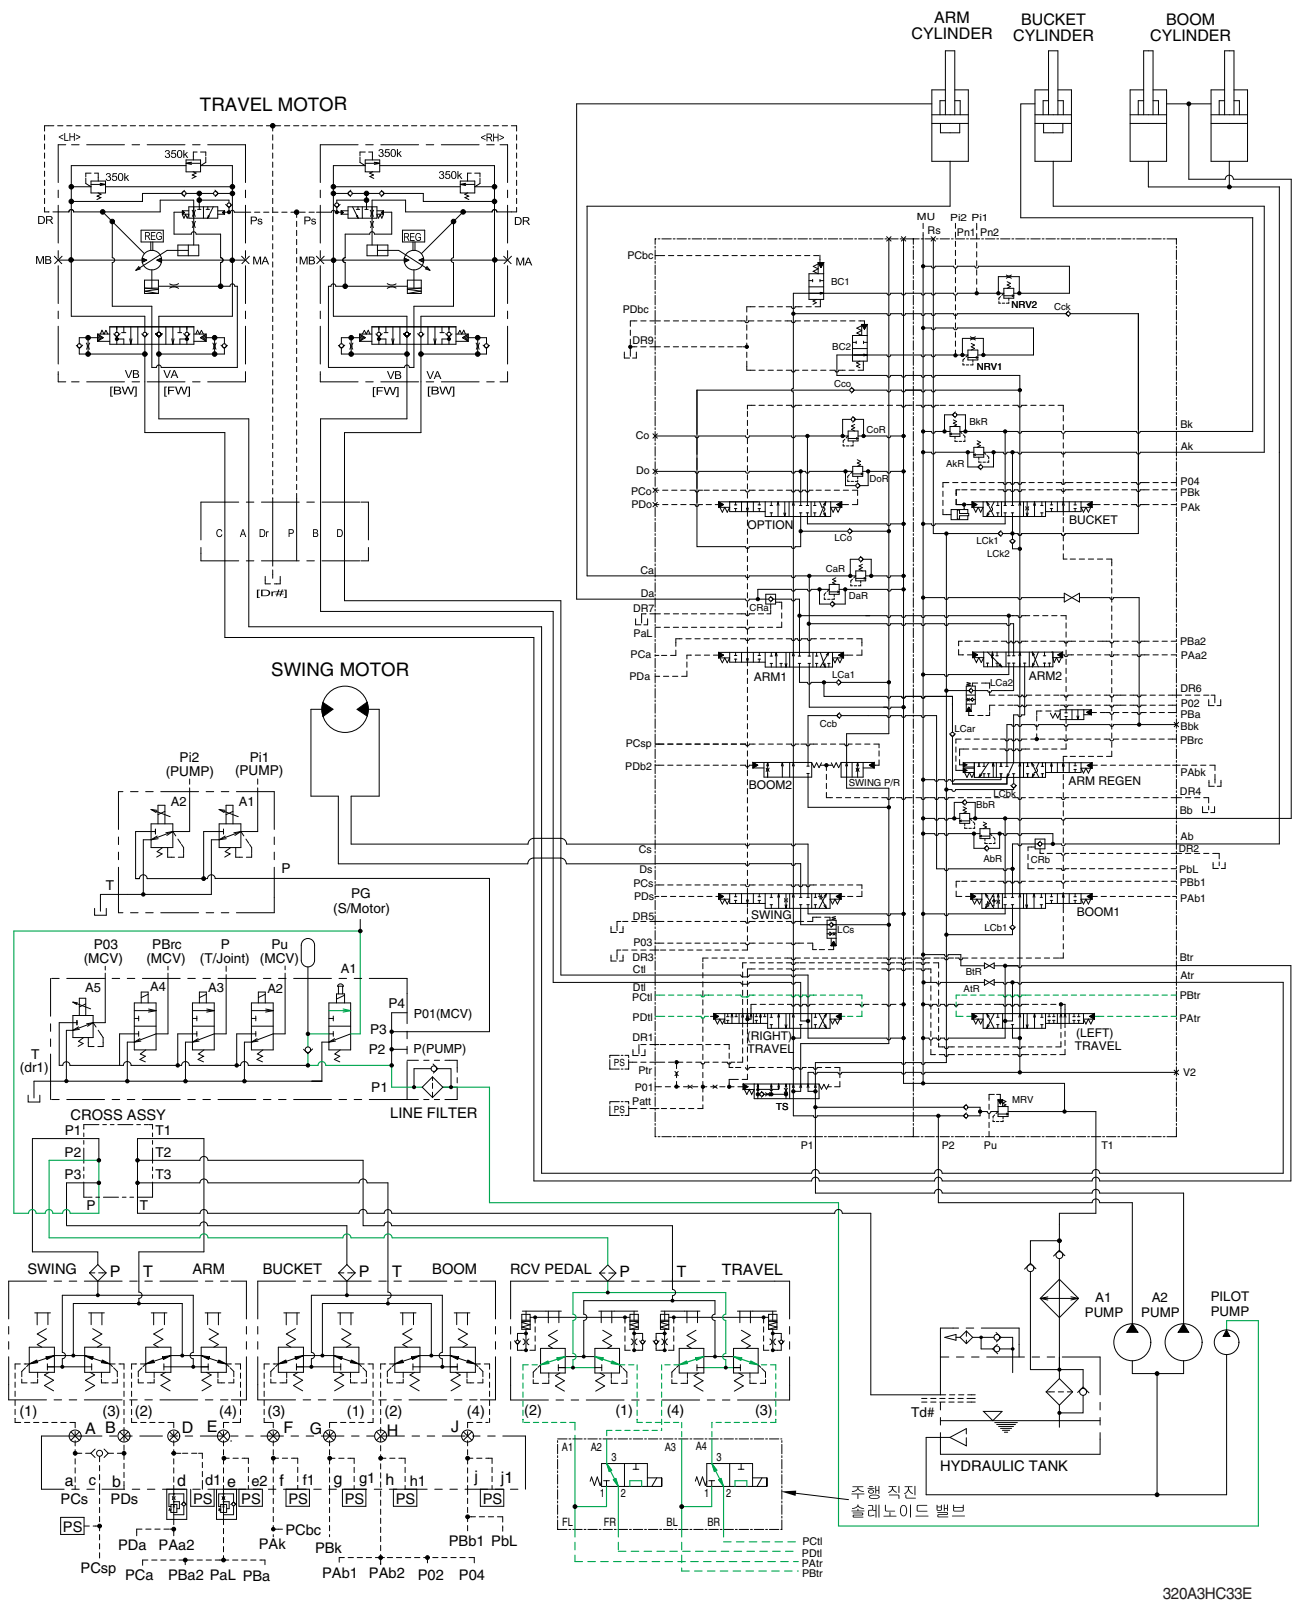 ARM
CYLINDER
BUCKET
CYLINDER
BOOM
CYLINDER
TRAVEL MOTOR
<LH>
<RH>
350k
350k
350k
350k
DR
Ps
Ps
DR
REG
REG
MB
MA
MB
MA
VB
VA
[BW]
[FW]
VB
VA
[FW]
[BW]
C
A
Dr
P
B
D
[Dr#]
MU
Rs
Pi2
Pi1
Pn1
Pn2
PCbc
BC1
NRV2
Cck
PDbc
DR9
BC2
NRV1
Cco
Co
CoR
BkR
Bk
Do
DoR
AkR
Ak
PCo
PDo
OPTION
P04
PBk
PAk
BUCKET
LCo
LCk1
LCk2
Ca
CaR
Da
DaR
DR7
CRa
PaL
PCa
PDa
ARM1
LCa1
PBa2
PAa2
ARM2
LCa2
DR6
P02
PBa
Bbk
PBrc
Ccb
LCar
PCsp
PDb2
BOOM2
SWING P/R
ARM REGEN
PAbk
LCbk
DR4
BbR
Bb
AbR
CRb
Ab
DR2
PbL
PBb1
PAb1
BOOM1
LCb1
Cs
Ds
PCs
PDs
SWING
DR5
LCs
P03
DR3
Ctl
Dtl
PCtl
PDtl
(RIGHT)
TRAVEL
DR1
PS
Ptr
P01
Patt
PS
TS
BtR
AtR
Btr
Atr
PBtr
PAtr
(LEFT)
TRAVEL
V2
MRV
P1
P2
Pu
T1
SWING MOTOR
Pi2
(PUMP)
Pi1
(PUMP)
A2
A1
T
P
PG
(S/Motor)
P03
(MCV)
PBrc
(MCV)
P
(T/Joint)
Pu
(MCV)
A5
A4
A3
A2
A1
P4
P01(MCV)
P3
P2
P(PUMP)
T
(dr1)
P1
LINE FILTER
CROSS ASSY
P1
T1
P2
T2
P3
T3
P
T
SWING
P
T
ARM
BUCKET
P
T
BOOM
RCV PEDAL
P
T
TRAVEL
(1)
(3)
(2)
(4)
(3)
(1)
(2)
(4)
(2)
(1)
(4)
(3)
A
B
D
E
F
G
H
J
a
c
b
d
d1
e
e2
f
f1
g
g1
h
h1
j
j1
PCs
PDs
PS
PS
PS
PS
PS
PS
PS
PCsp
PDa
PAa2
PCa
PBa2
PaL
PBa
PCbc
PAk
PBk
PAb1
PAb2
P02
P04
PBb1
PbL
A1
A2
A3
A4
3
1
2
3
1
2
FL
FR
BL
BR
PCtl
PDtl
PAtr
PBtr
주행 직진
솔레노이드 밸브
A1
PUMP
A2
PUMP
PILOT
PUMP
Td#
HYDRAULIC TANK
320A3HC33E